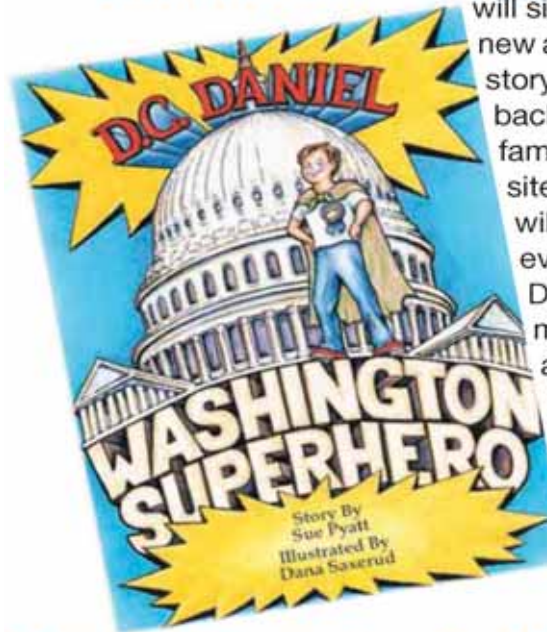 will si
new a
story
bac
fam
site
wil
ev
D
m
a
D.C. DANIEL
WASHINGTON
SUPERHERO
Story By
Sue Pyatt
Illustrated By
Dana Saxerud